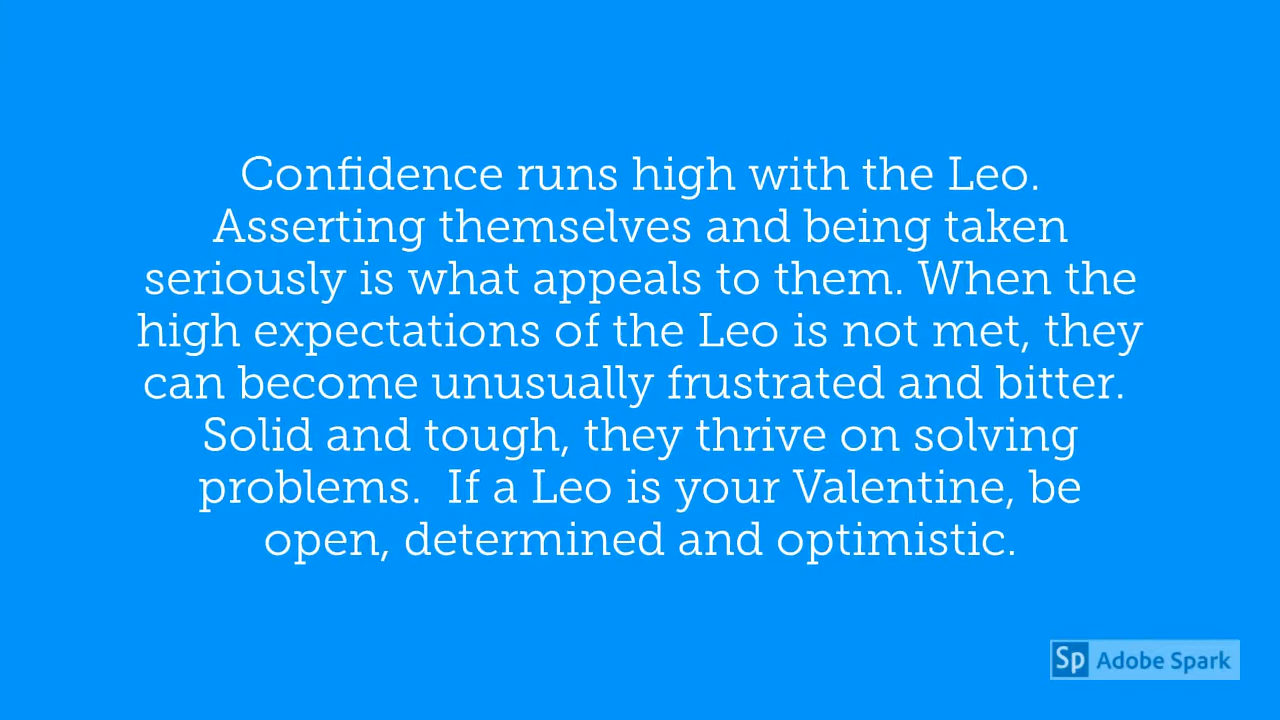 Confidence runs high with the Leo.
Asserting themselves and being taken
seriously is what appeals to them. When the
high expectations of the Leo is not met, they
can become unusually frustrated and bitter.
Solid and tough, they thrive on solving
problems.  If a Leo is your Valentine, be
open, determined and optimistic.
Sp Adobe Spark